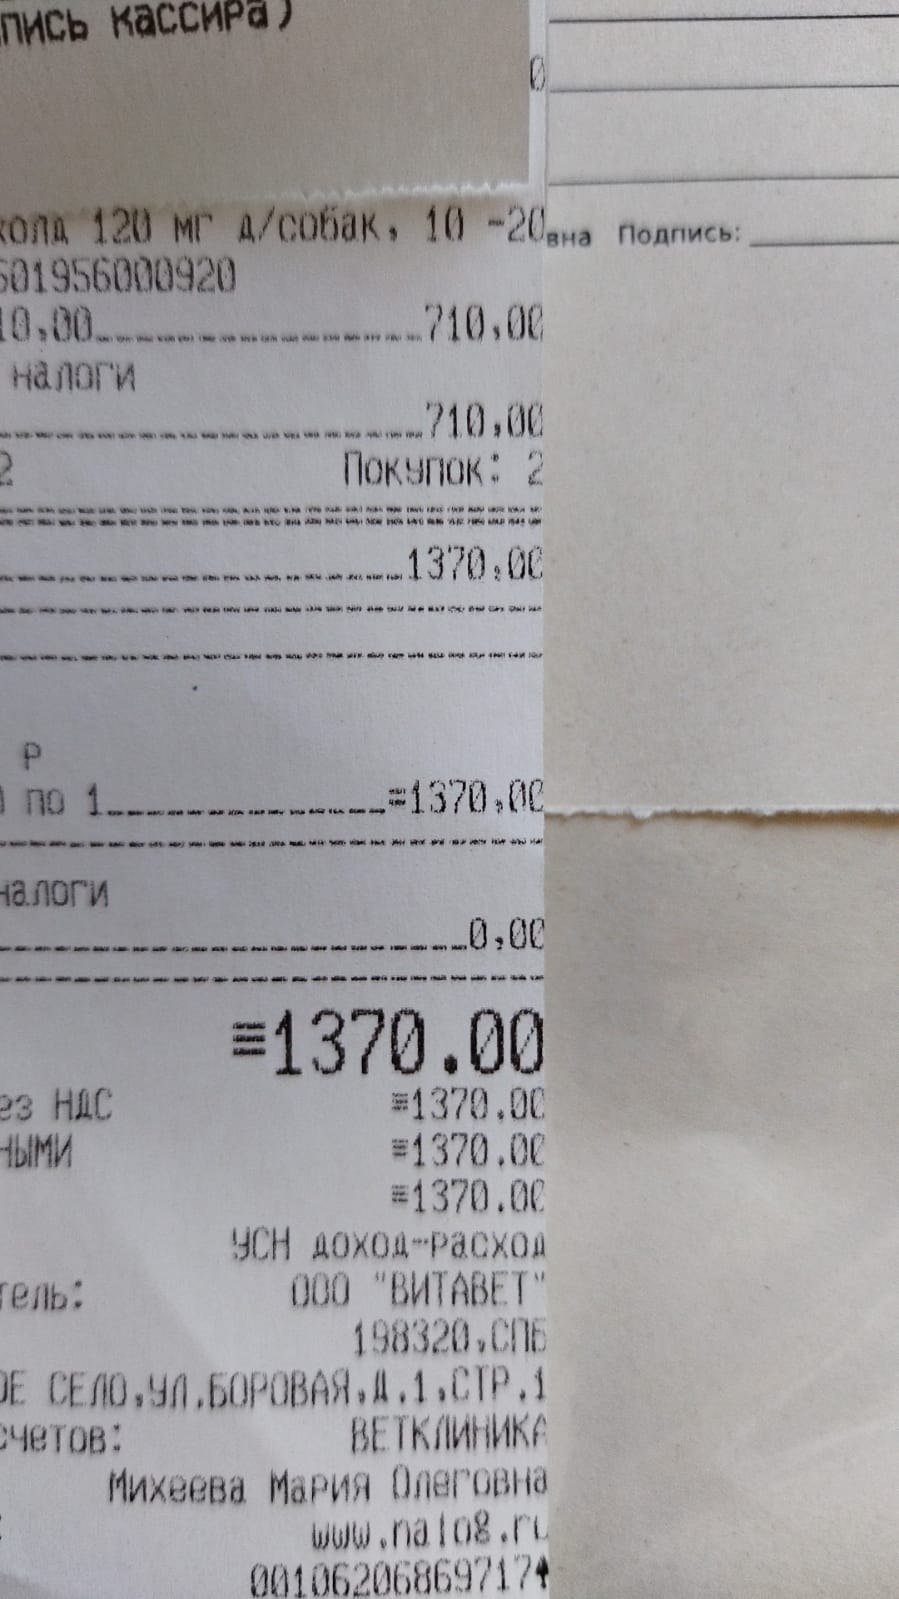 пись кассира)
0
кола 120 мг д/собак, 10 -20
вна Подпись:
601956000920
10,00 710,00
налоги
710,00
2 Покупок: 2
1370,00
Р
по 1 =1370,00
налоги
0,00
≡1370.00
ез НДС ≡1370.00
НЫМИ ≡1370.00
≡1370.00
УСН доход-расход
тель: ООО "ВИТАВЕТ"
198320,СПБ
ОЕ СЕЛО,УЛ.БОРОВАЯ,Д.1,СТР.1
счетов: ВЕТКЛИНИКА
Михеева Мария Олеговна
: www.nalog.ru
0010620686971​7